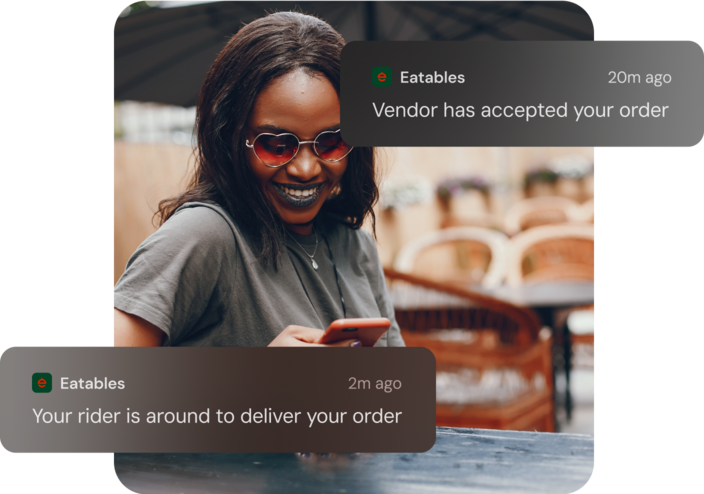 Eatables 20m ago
Vendor has accepted your order
Eatables 2m ago
Your rider is around to deliver your order